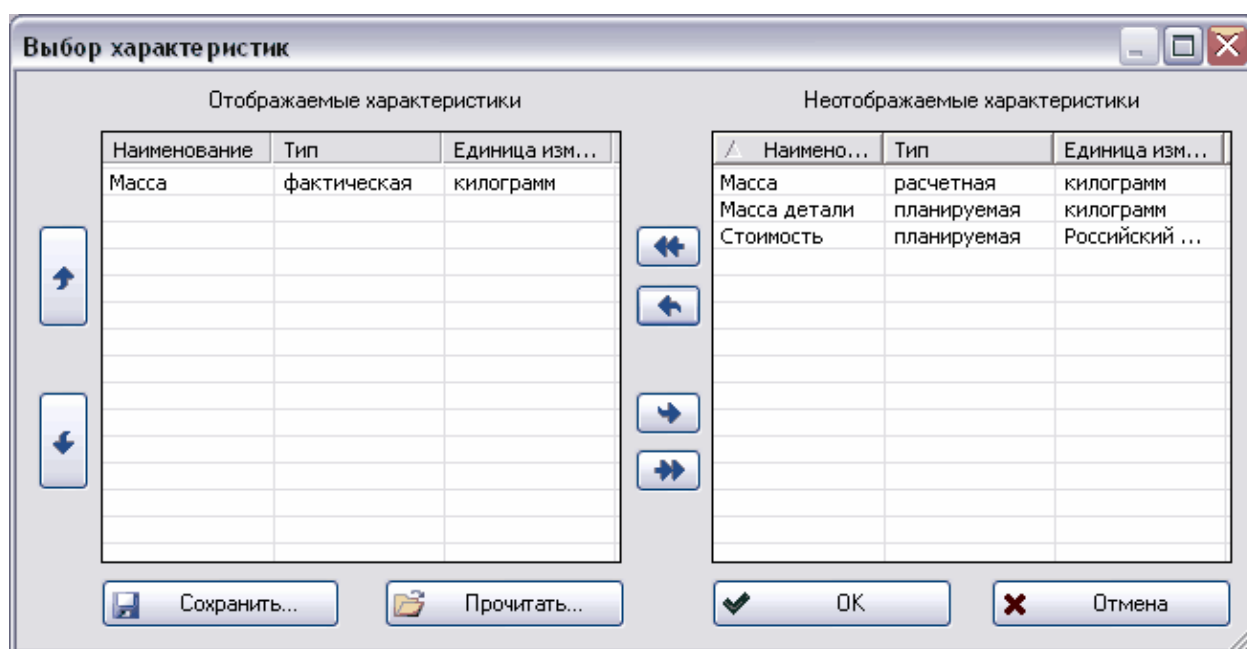 Выбор характеристик
Отображаемые характеристики
Неотображаемые характеристики
Наименование Тип Единица изм...
Масса фактическая килограмм
Наимено... Тип Единица изм...
Масса расчетная килограмм
Масса детали планируемая килограмм
Стоимость планируемая Российский ...
Сохранить... Прочитать... OK Отмена